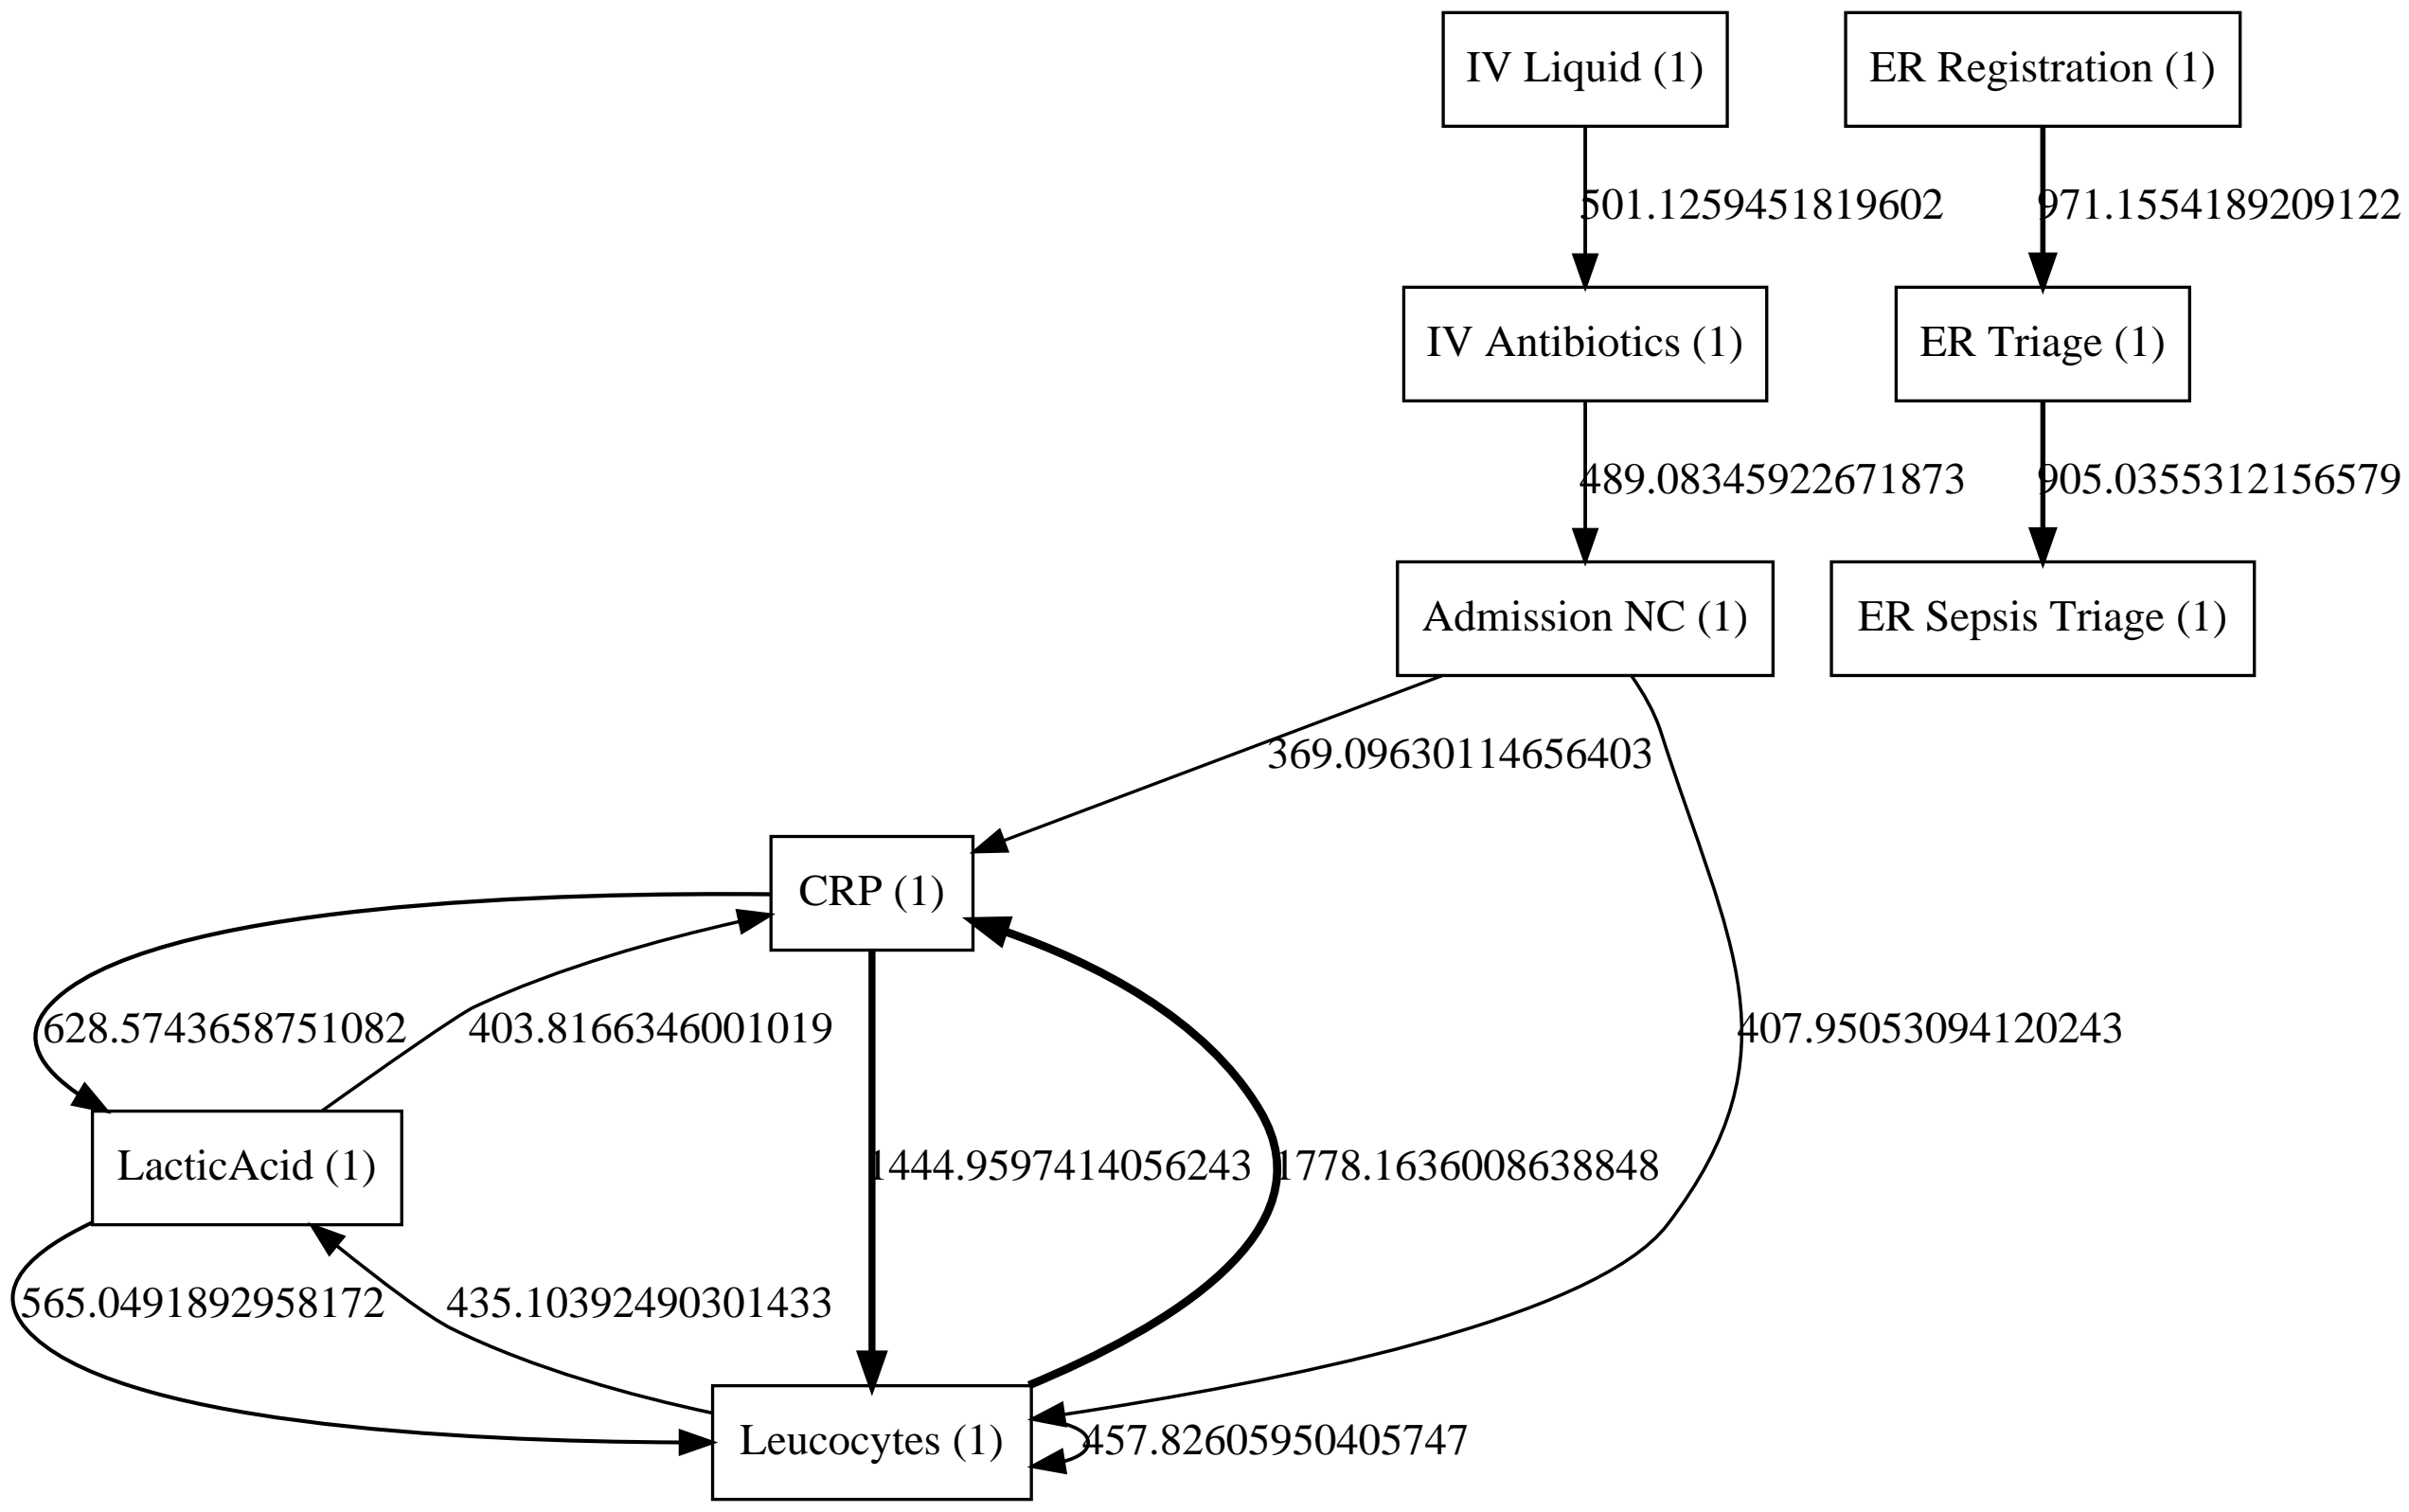 IV Liquid (1)
ER Registration (1)
501.1259451819602
971.1554189209122
IV Antibiotics (1)
ER Triage (1)
489.08345922671873
905.0355312156579
Admission NC (1)
ER Sepsis Triage (1)
369.09630114656403
CRP (1)
628.5743658751082
403.8166346001019
407.95053094120243
LacticAcid (1)
1444.9597414056243
1778.1636008638848
565.0491892958172
435.10392490301433
Leucocytes (1)
457.82605950405747